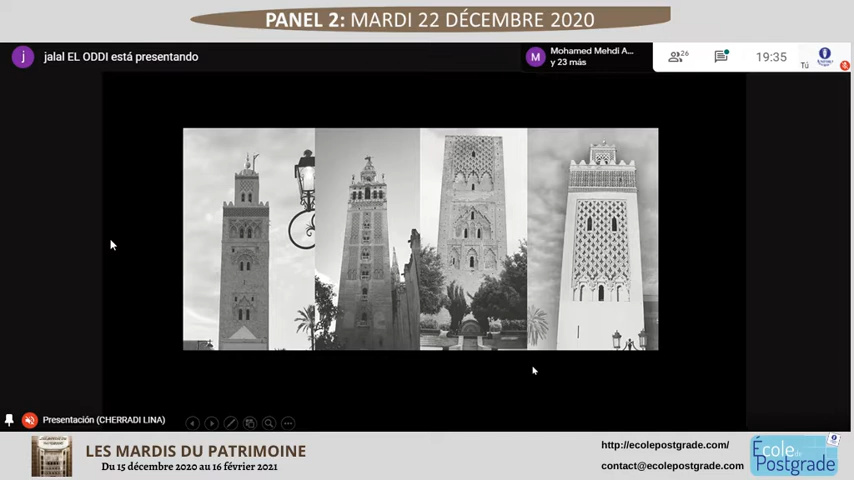 PANEL 2: MARDI 22 DÉCEMBRE 2020
j
jalal EL ODDI está presentando
M
Mohamed Mehdi A...
y 23 más
26
19:35
Tú
Presentación (CHERRADI LINA)
LES MARDIS DU PATRIMOINE
Du 15 décembre 2020 au 16 février 2021
http://ecolepostgrade.com/
contact@ecolepostgrade.com
École
Postgrade